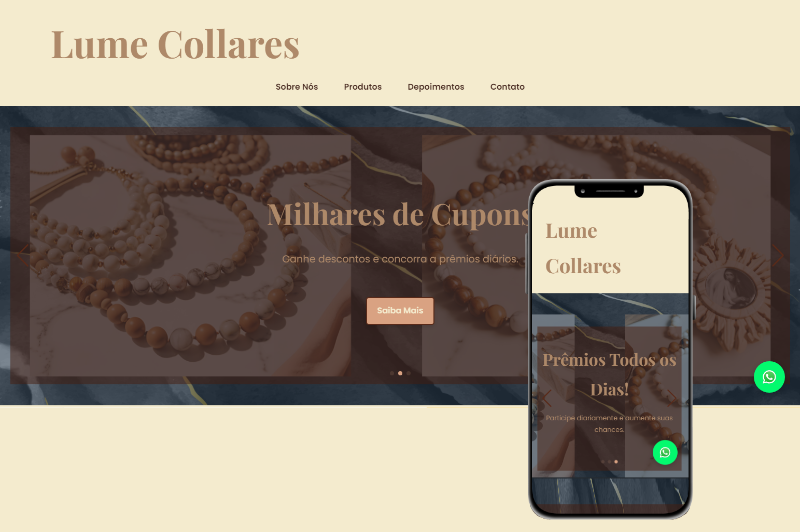 Lume Collares
Sobre Nós Produtos Depoimentos Contato
Milhares de Cupons
Ganhe descontos e concorra a prêmios diários.
Saiba Mais
Lume
Collares
Prêmios Todos os
Dias!
Participe diariamente e aumente suas
chances.